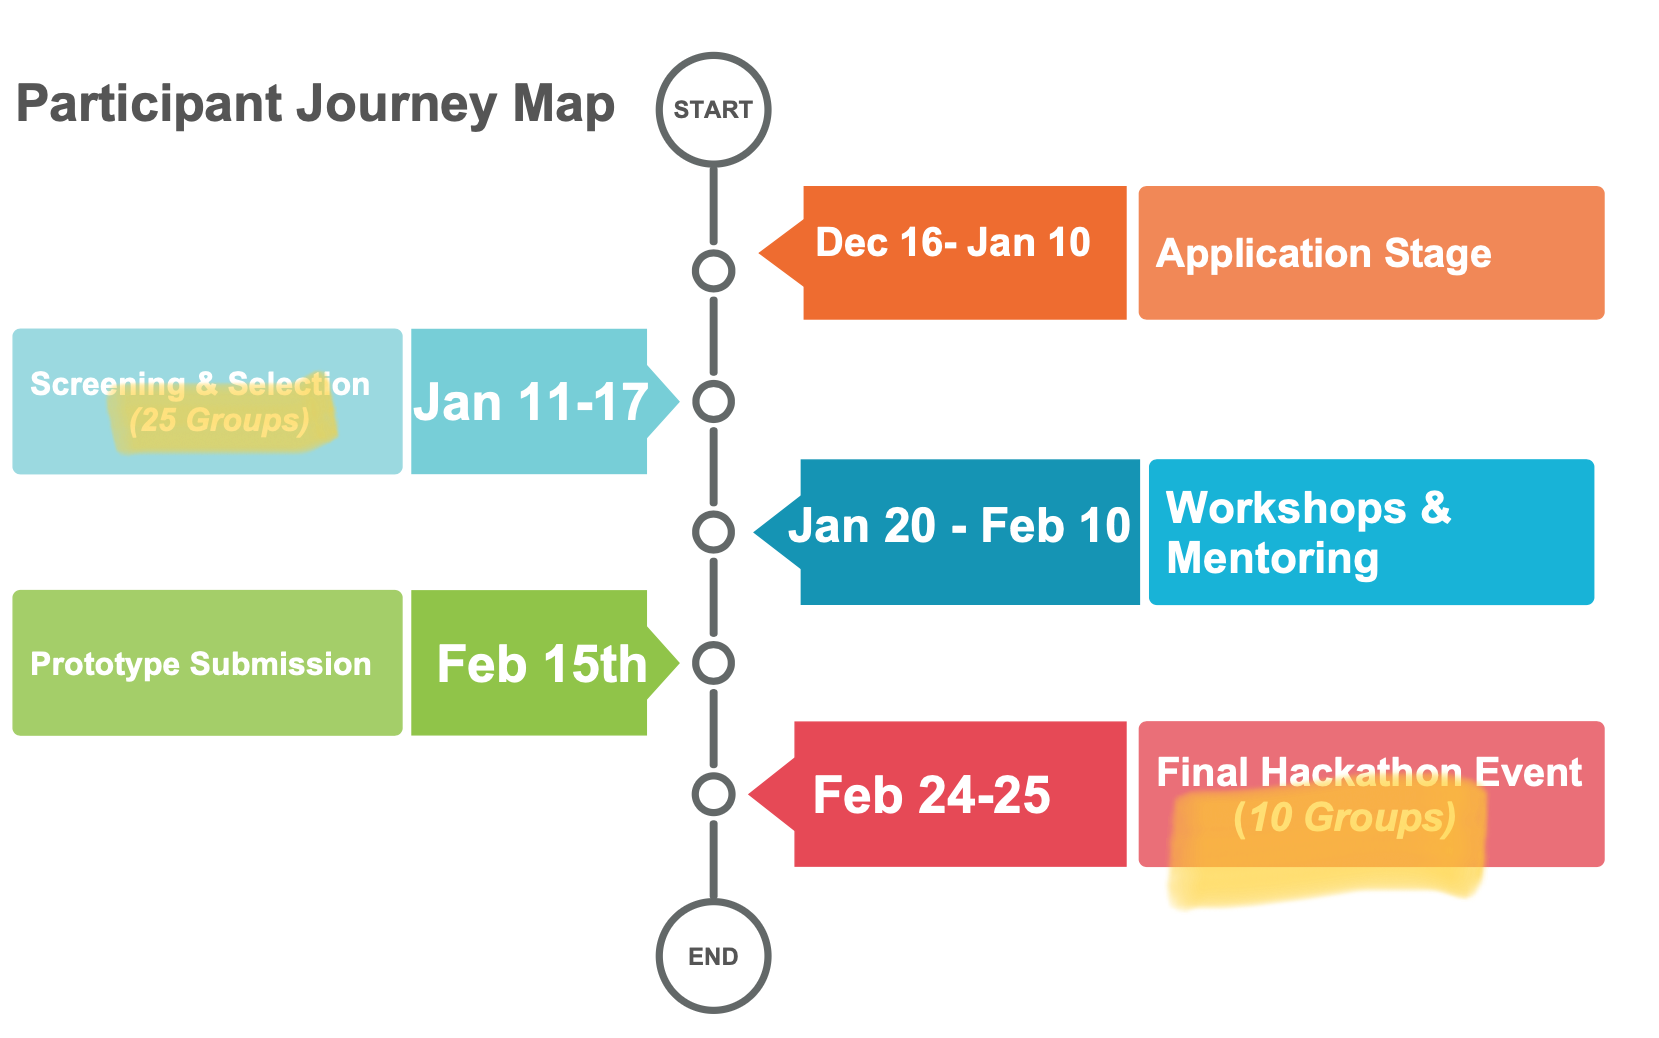 Participant Journey Map
START
Dec 16- Jan 10
Application Stage
Screening & Selection
(25 Groups)
Jan 11-17
Jan 20 - Feb 10
Workshops &
Mentoring
Prototype Submission
Feb 15th
Feb 24-25
Final Hackathon Event
(10 Groups)
END